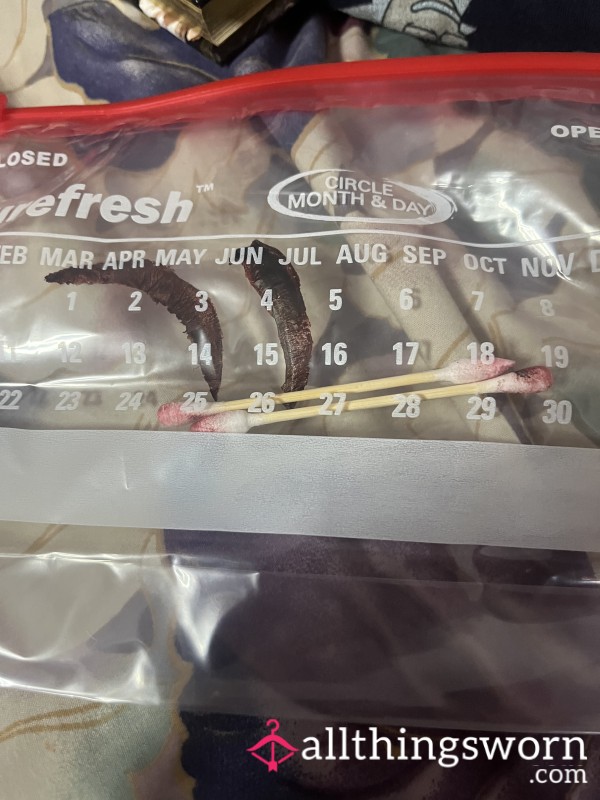 LOSED
OPE
refresh™
CIRCLE
MONTH & DAY
EB MAR APR MAY JUN JUL AUG SEP OCT NOV D
1 2 3 4 5 6 7 8
12 13 14 15 16 17 18 19
22 23 24 25 26 27 28 29 30
allthingsworn
.com